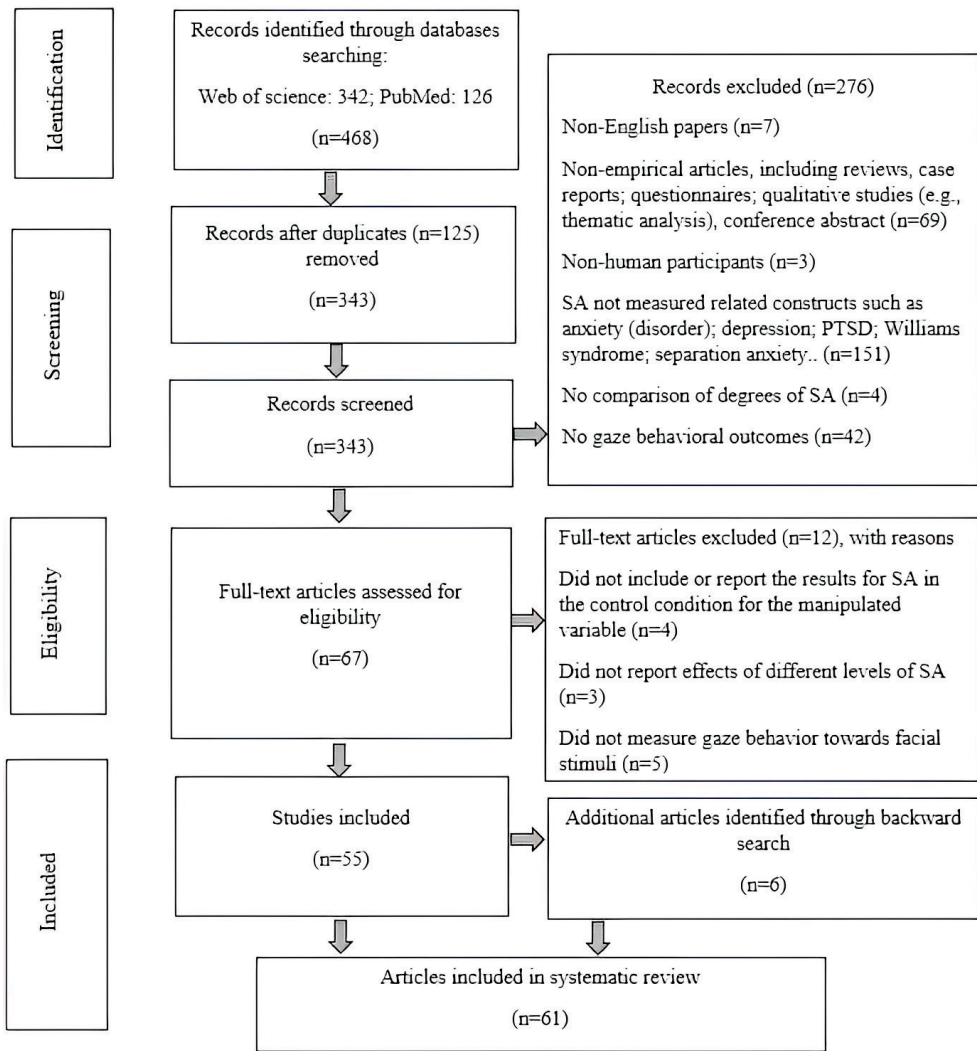 Identification
Records identified through databases
searching:
Web of science: 342; PubMed: 126
(n=468)
Records excluded (n=276)
Non-English papers (n=7)
Non-empirical articles, including reviews, case
reports; questionnaires; qualitative studies (e.g.,
thematic analysis), conference abstract (n=69)
Non-human participants (n=3)
SA not measured related constructs such as
anxiety (disorder); depression; PTSD; Williams
syndrome; separation anxiety.. (n=151)
No comparison of degrees of SA (n=4)
No gaze behavioral outcomes (n=42)
Screening
Records after duplicates (n=125)
removed
(n=343)
Records screened
(n=343)
Eligibility
Full-text articles assessed for
eligibility
(n=67)
Full-text articles excluded (n=12), with reasons
Did not include or report the results for SA in
the control condition for the manipulated
variable (n=4)
Did not report effects of different levels of SA
(n=3)
Did not measure gaze behavior towards facial
stimuli (n=5)
Included
Studies included
(n=55)
Additional articles identified through backward
search
(n=6)
Articles included in systematic review
(n=61)